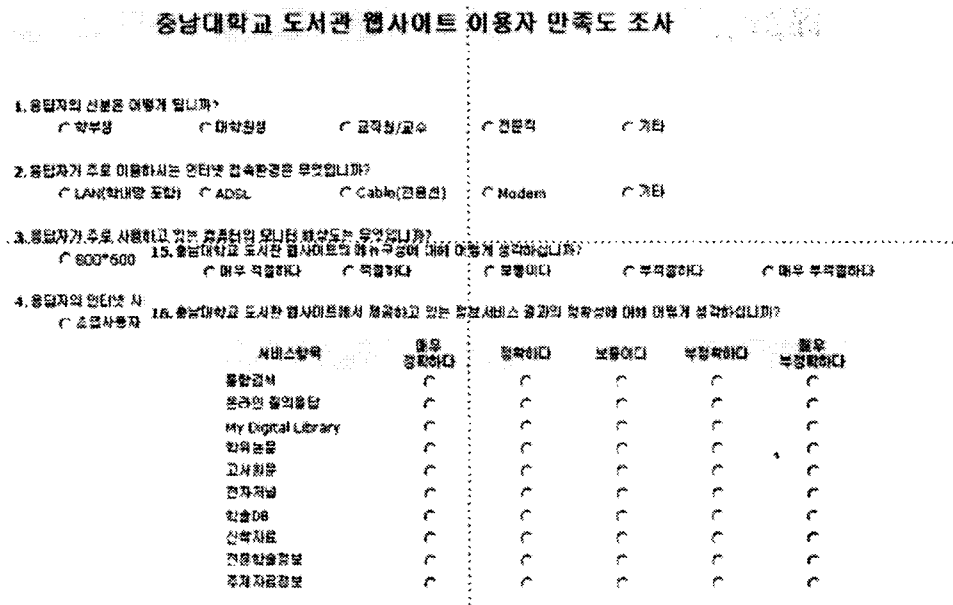 충남대학교 도서관 웹사이트 이용자 만족도 조사
1. 응답자의 신분은 어떻게 됩니까?
학부생 대학원생 교직원/교수 전문직 기타
2. 응답자가 주로 이용하시는 인터넷 접속환경은 무엇입니까?
LAN(학내망 포함) ADSL Cable(전용선) Modem 기타
3. 응답자가 주로 사용하고 있는 컴퓨터의 모니터 해상도는 무엇입니까?
800*600
15. 충남대학교 도서관 웹사이트의 메뉴구성에 대해 어떻게 생각하십니까?
매우 적절하다 적절하다 보통이다 부적절하다 매우 부적절하다
4. 응답자의 인터넷 사
초급사용자
16. 충남대학교 도서관 웹사이트에서 제공하고 있는 정보서비스 결과의 정확성에 대해 어떻게 생각하십니까?
서비스항목 매우 정확하다 정확하다 보통이다 부정확하다 매우 부정확하다
통합검색
온라인 질의응답
My Digital Library
학위논문
고서회문
전자저널
학술DB
신착자료
전문학술정보
주제자료정보